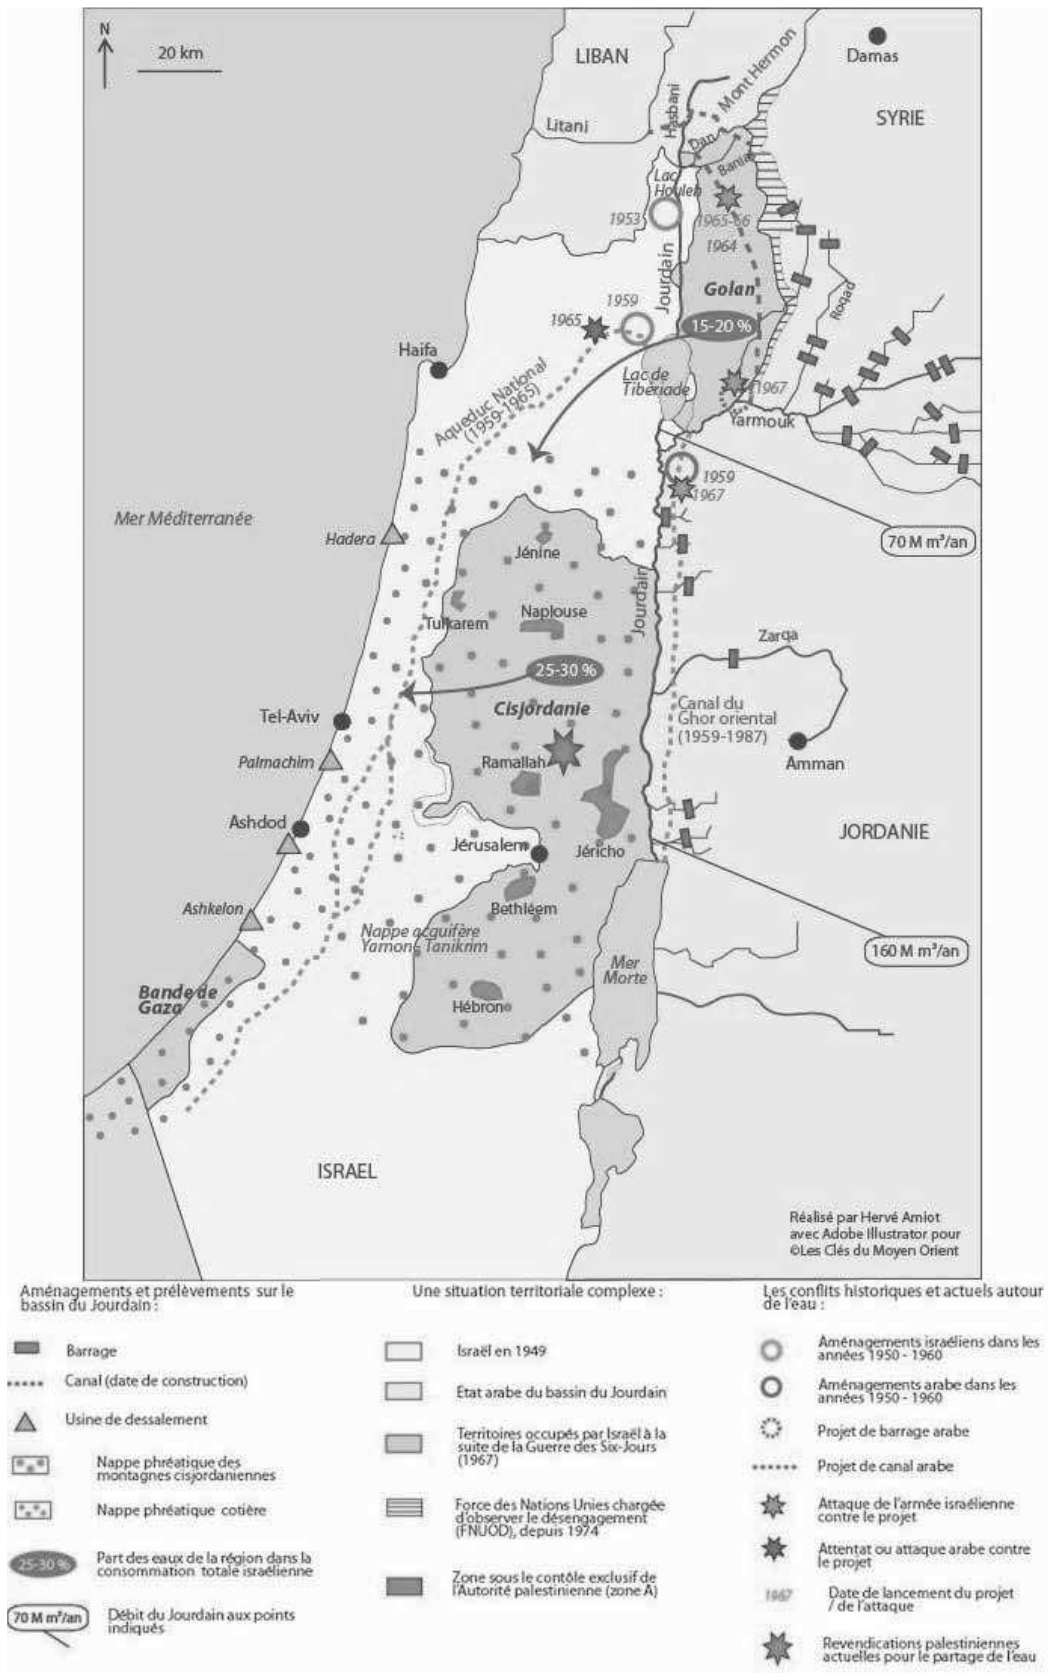 N
20 km
LIBAN
Damas
Mont Hermon
Hasbani
SYRIE
Litani
Dan
Banias
Lac
Houleh
1953
1965-66
1964
Jourdain
Golan
Roqad
1959
1965
15-20 %
Haifa
Lac de
Tibériade
1967
Aqueduc National
(1959-1965)
Yarmouk
1959
1967
Mer Méditerranée
Hadera
70 M m³/an
Jénine
Jourdain
Tulkarem
Naplouse
Zarqa
25-30 %
Cisjordanie
Canal du
Ghor oriental
(1959-1987)
Tel-Aviv
Palmachim
Ramallah
Amman
Ashdod
Jérusalem
Jéricho
JORDANIE
Ashkelon
Bethléem
Nappe acquifère
Yarnone Tanikrim
160 M m³/an
Mer
Morte
Bande de
Gaza
Hébron
ISRAEL
Réalisé par Hervé Amiot
avec Adobe Illustrator pour
©Les Clés du Moyen Orient
Aménagements et prélèvements sur le
bassin du Jourdain :
Barrage
Canal (date de construction)
Usine de dessalement
Nappe phréatique des
montagnes cisjordaniennes
Nappe phréatique cotière
25-30 %
Part des eaux de la région dans la
consommation totale israélienne
70 M m³/an
Débit du Jourdain aux points
indiqués
Une situation territoriale complexe :
Israël en 1949
Etat arabe du bassin du Jourdain
Territoires occupés par Israël à la
suite de la Guerre des Six-Jours
(1967)
Force des Nations Unies chargée
d'observer le désengagement
(FNUOD), depuis 1974
Zone sous le contôle exclusif de
l'Autorité palestinienne (zone A)
Les conflits historiques et actuels autour
de l'eau :
Aménagements israéliens dans les
années 1950 - 1960
Aménagements arabe dans les
années 1950 - 1960
Projet de barrage arabe
Projet de canal arabe
Attaque de l'armée israélienne
contre le projet
Attentat ou attaque arabe contre
le projet
1967
Date de lancement du projet
/ de l'attaque
Revendications palestiniennes
actuelles pour le partage de l'eau